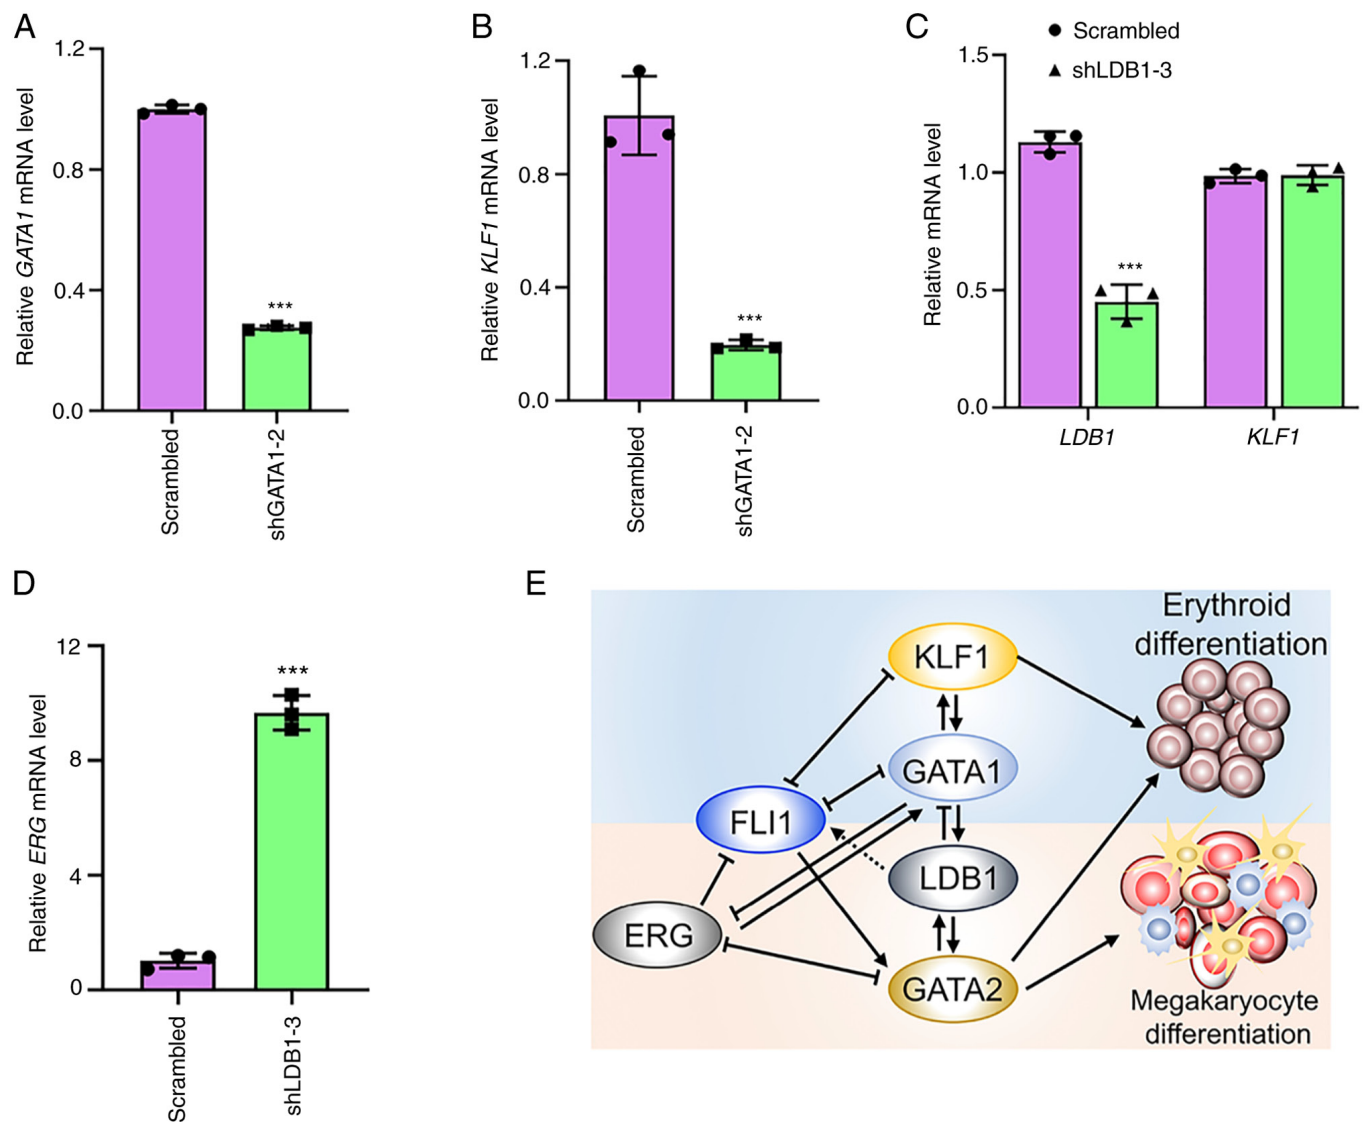 A
Relative GATA1 mRNA level
1.2
0.8
0.4
0.0
***
Scrambled
shGATA1-2
B
Relative KLF1 mRNA level
1.2
0.8
0.4
0.0
***
Scrambled
shGATA1-2
C
Scrambled
shLDB1-3
Relative mRNA level
1.5
1.0
0.5
0.0
***
LDB1
KLF1
D
Relative ERG mRNA level
12
8
4
0
***
Scrambled
shLDB1-3
E
Erythroid
differentiation
KLF1
GATA1
FLI1
LDB1
ERG
GATA2
Megakaryocyte
differentiation